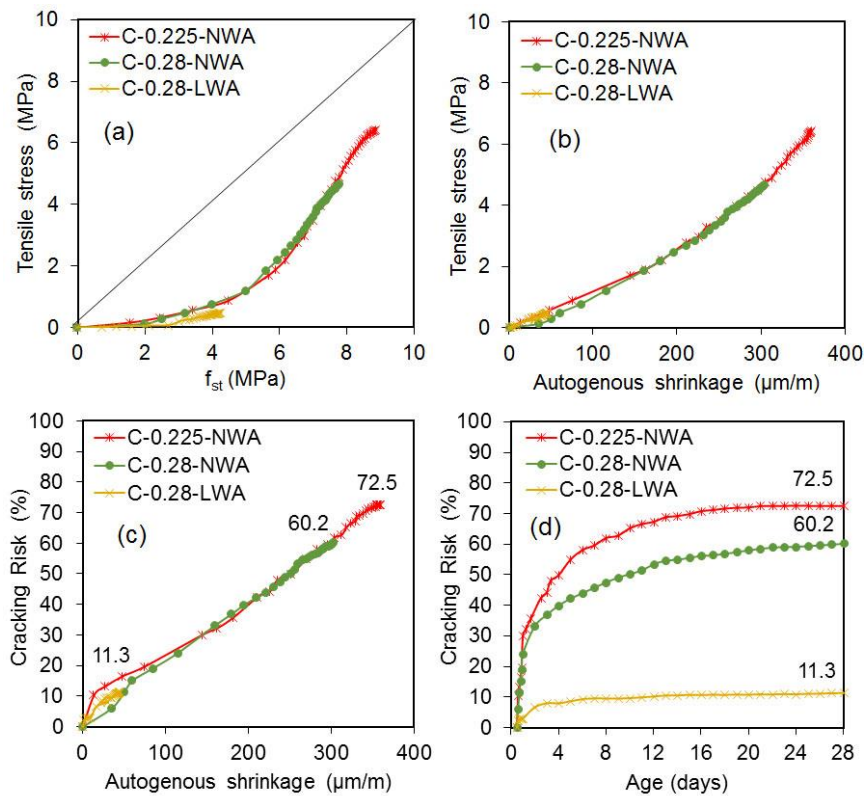 C-0.225-NWA
C-0.28-NWA
C-0.28-LWA
(a)
Tensile stress (MPa)
10
8
6
4
2
0
0 2 4 6 8 10
fst (MPa)
C-0.225-NWA
C-0.28-NWA
C-0.28-LWA
(b)
Tensile stress (MPa)
10
8
6
4
2
0
0 100 200 300 400
Autogenous shrinkage (μm/m)
C-0.225-NWA
C-0.28-NWA
C-0.28-LWA
72.5
60.2
(c)
11.3
Cracking Risk (%)
100
90
80
70
60
50
40
30
20
10
0
0 100 200 300 400
Autogenous shrinkage (μm/m)
C-0.225-NWA
C-0.28-NWA
C-0.28-LWA
72.5
60.2
(d)
11.3
Cracking Risk (%)
100
90
80
70
60
50
40
30
20
10
0
0 4 8 12 16 20 24 28
Age (days)